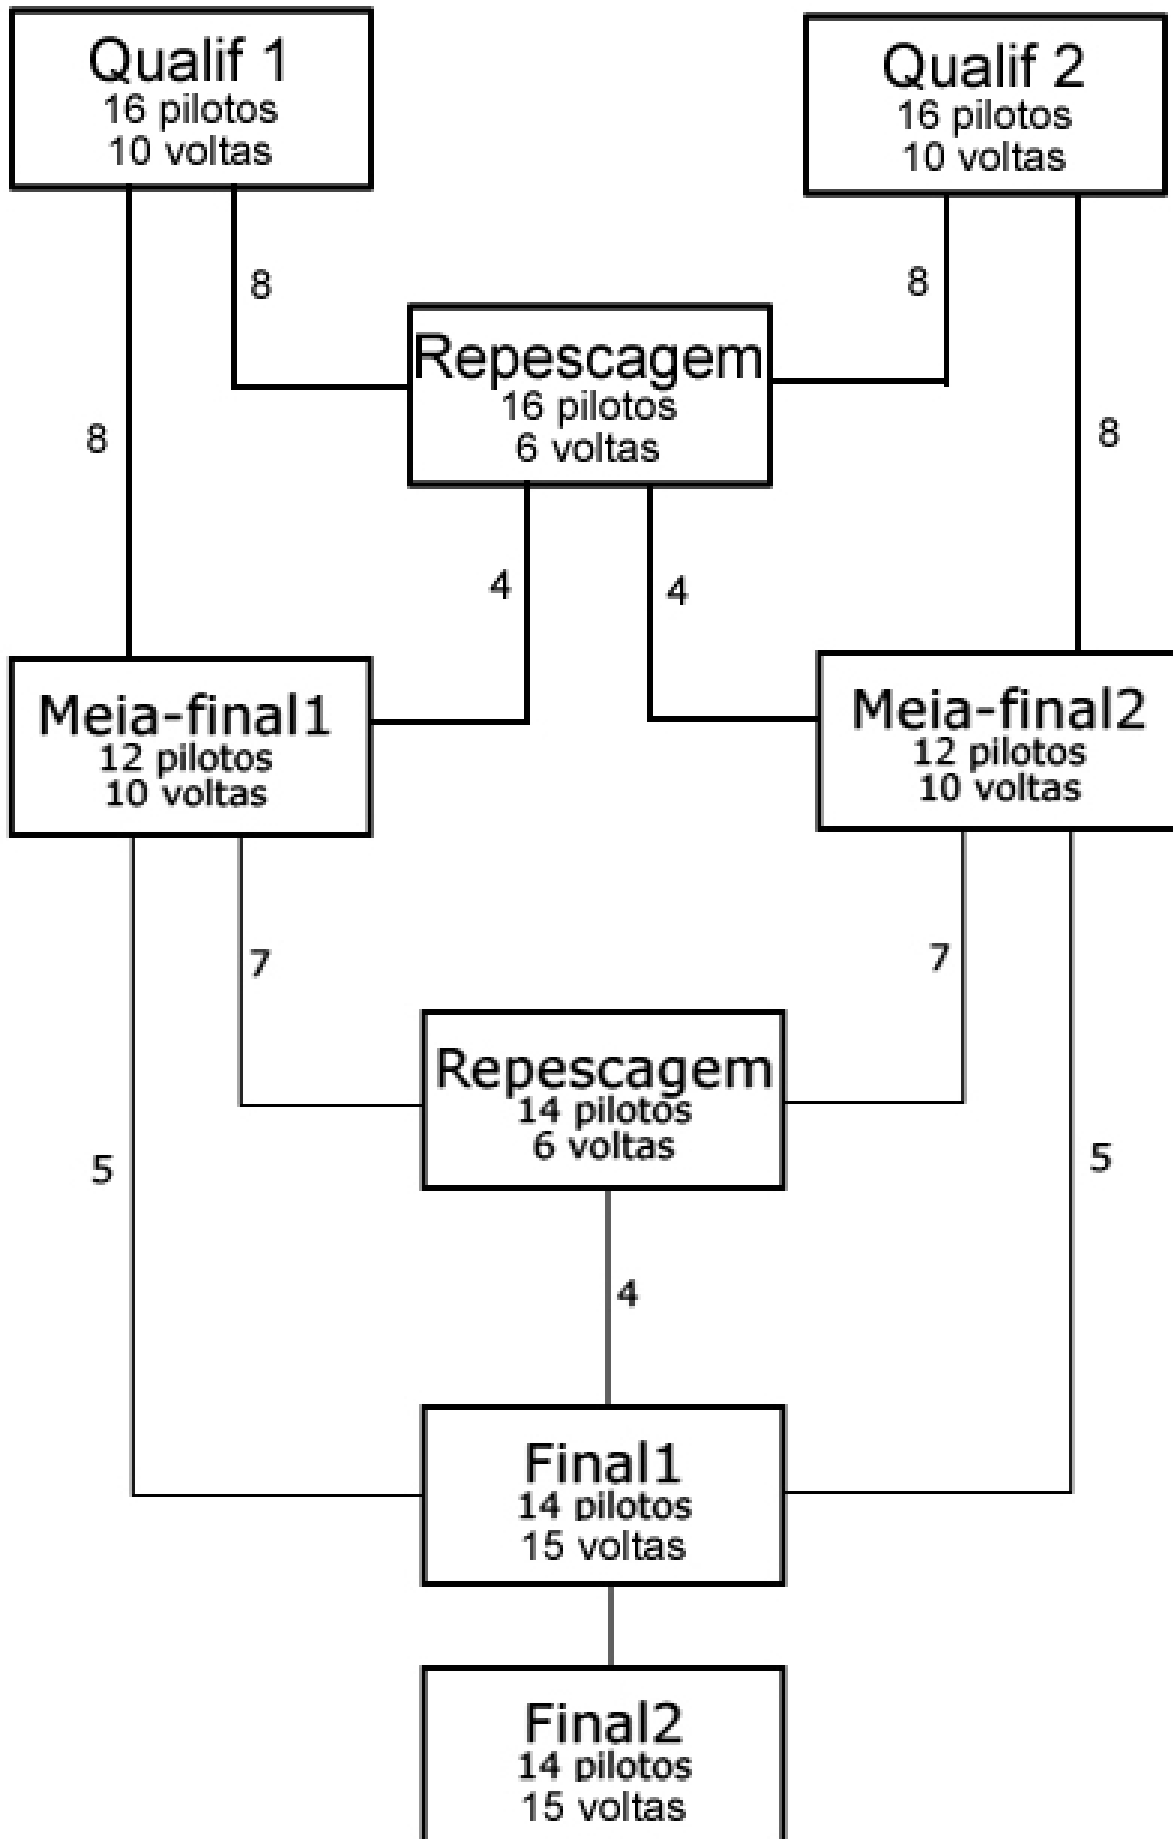 Qualif 1
16 pilotos
10 voltas
Qualif 2
16 pilotos
10 voltas
8
8
Repescagem
16 pilotos
6 voltas
8
8
4
4
Meia-final1
12 pilotos
10 voltas
Meia-final2
12 pilotos
10 voltas
7
7
Repescagem
14 pilotos
6 voltas
5
5
4
Final1
14 pilotos
15 voltas
Final2
14 pilotos
15 voltas